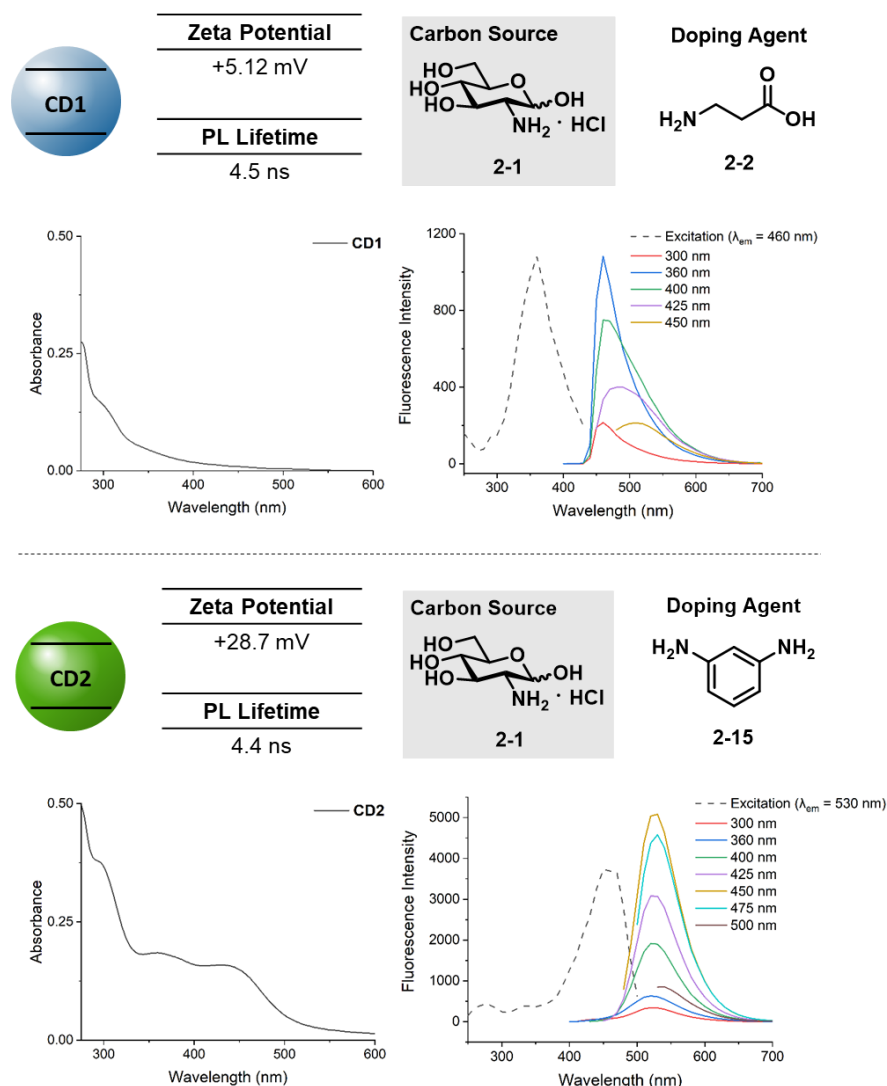 Zeta Potential
+5.12 mV
PL Lifetime
4.5 ns
CD1
Carbon Source
HO
HO
HO
O
OH
NH2 · HCl
2-1
Doping Agent
H2N
O
OH
2-2
CD1
0.50
0.25
0.00
300
400
500
600
Absorbance
Wavelength (nm)
Excitation (λem = 460 nm)
300 nm
360 nm
400 nm
425 nm
450 nm
1200
800
400
0
300
400
500
600
700
Fluorescence Intensity
Wavelength (nm)
Zeta Potential
+28.7 mV
PL Lifetime
4.4 ns
CD2
Carbon Source
HO
HO
HO
O
OH
NH2 · HCl
2-1
Doping Agent
H2N
NH2
2-15
CD2
0.50
0.25
0.00
300
400
500
600
Absorbance
Wavelength (nm)
Excitation (λem = 530 nm)
300 nm
360 nm
400 nm
425 nm
450 nm
475 nm
500 nm
5000
4000
3000
2000
1000
0
300
400
500
600
700
Fluorescence Intensity
Wavelength (nm)